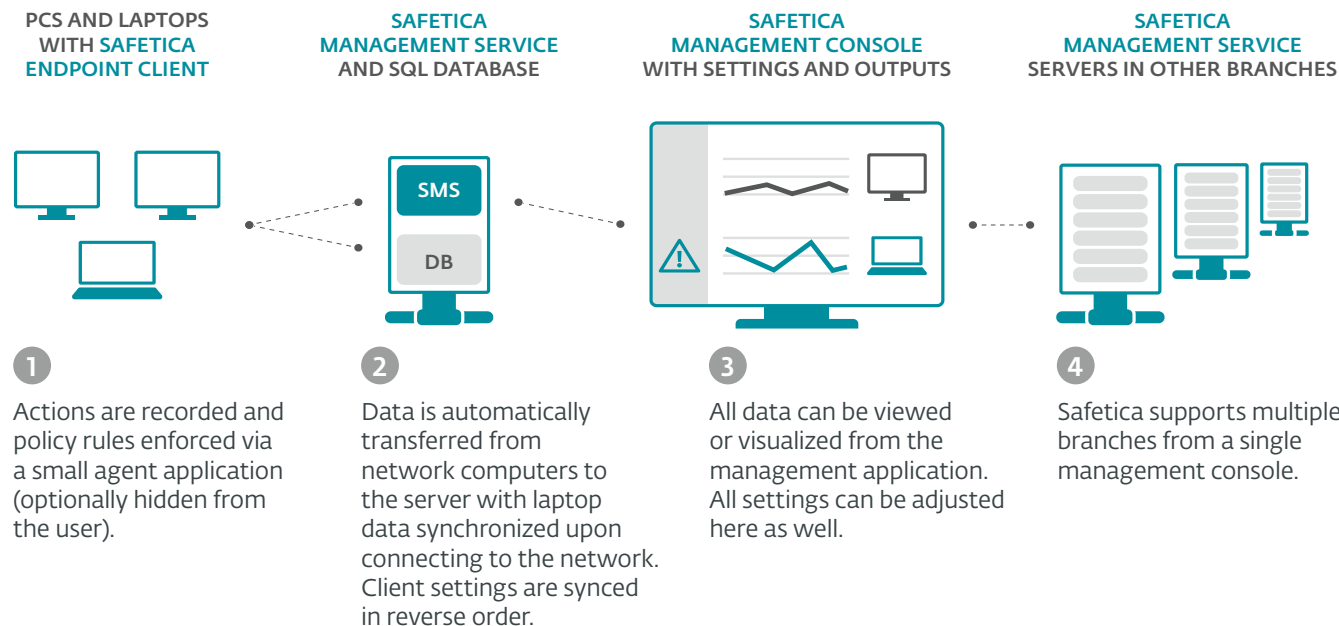 PCS AND LAPTOPS
WITH SAFETICA
ENDPOINT CLIENT
SAFETICA
MANAGEMENT SERVICE
AND SQL DATABASE
SAFETICA
MANAGEMENT CONSOLE
WITH SETTINGS AND OUTPUTS
SAFETICA
MANAGEMENT SERVICE
SERVERS IN OTHER BRANCHES
SMS
DB
!
1
Actions are recorded and
policy rules enforced via
a small agent application
(optionally hidden from
the user).
2
Data is automatically
transferred from
network computers to
the server with laptop
data synchronized upon
connecting to the network.
Client settings are synced
in reverse order.
3
All data can be viewed
or visualized from the
management application.
All settings can be adjusted
here as well.
4
Safetica supports multiple
branches from a single
management console.